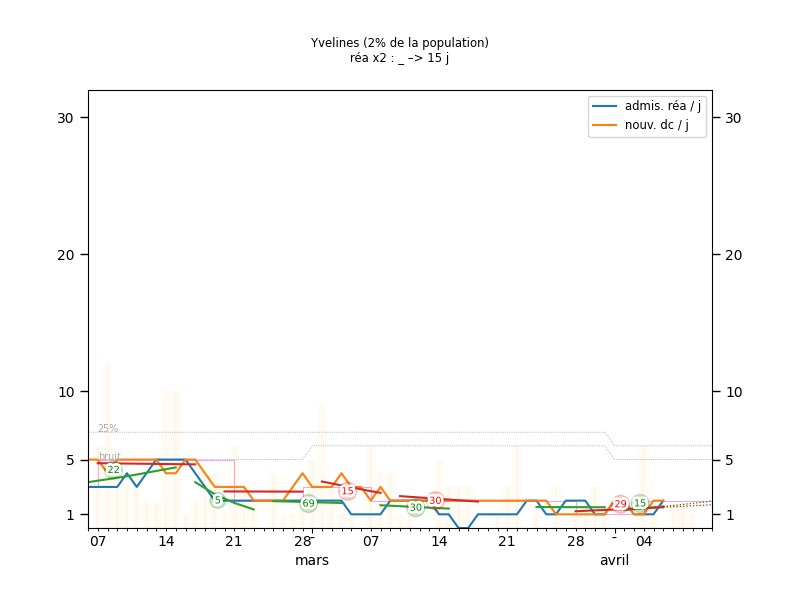 Yvelines (2% de la population)
réa x2 : _ –> 15 j
admis. réa / j
nouv. dc / j
30 30
20 20
10 10
25%
bruit
5 5
22
15
5 69 30 30 29 15
1 1
07 14 21 28 07 14 21 28 04
mars avril